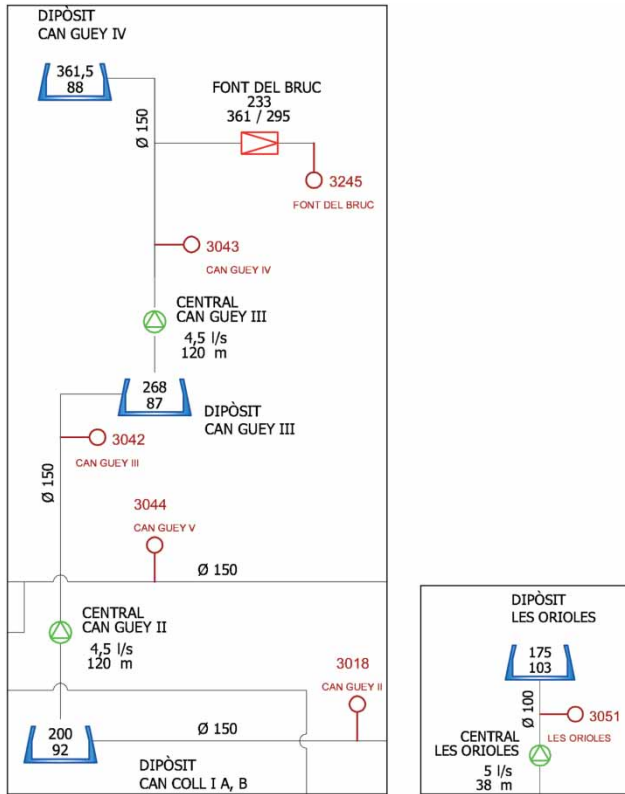 DIPÒSIT
CAN GUEY IV
361,5
88
Ø 150
FONT DEL BRUC
233
361 / 295
3245
FONT DEL BRUC
3043
CAN GUEY IV
CENTRAL
CAN GUEY III
4,5 l/s
120 m
268
87
DIPÒSIT
CAN GUEY III
3042
CAN GUEY III
Ø 150
3044
CAN GUEY V
Ø 150
CENTRAL
CAN GUEY II
4,5 l/s
120 m
3018
CAN GUEY II
200
92
Ø 150
DIPÒSIT
CAN COLL I A, B
DIPÒSIT
LES ORIOLES
175
103
Ø 100
3051
LES ORIOLES
CENTRAL
LES ORIOLES
5 l/s
38 m